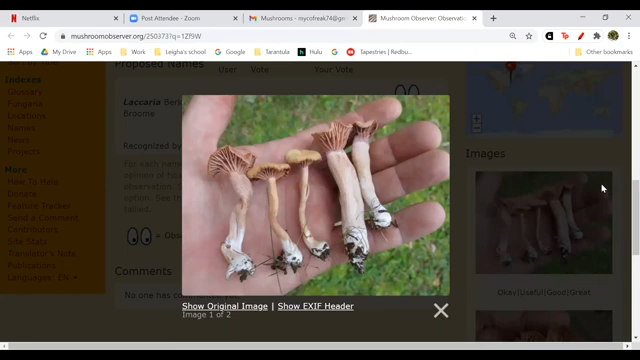 Netflix
Post Attendee - Zoom
Mushrooms - mycofreak74@gm
Mushroom Observer: Observatio
mushroomobserver.org/250373?q=1Zf9W
Apps
My Drive
Leigha's school
Google
Tarantula
Hulu
Tapestries | Redbu...
Other bookmarks
Indexes
Glossary
Fungaria
Locations
Names
News
Projects
More
How To Help
Donate
Feature Tracker
Send a Comment
Contributors
Site Stats
Translator's Note
Publications
Languages: EN
Proposed Names
User Vote Your Vote
Laccaria Berk.
Broome
Recognized by
Comments
No one has
Show Original Image | Show EXIF Header
Image 1 of 2
Images
Okay|Useful|Good|Great